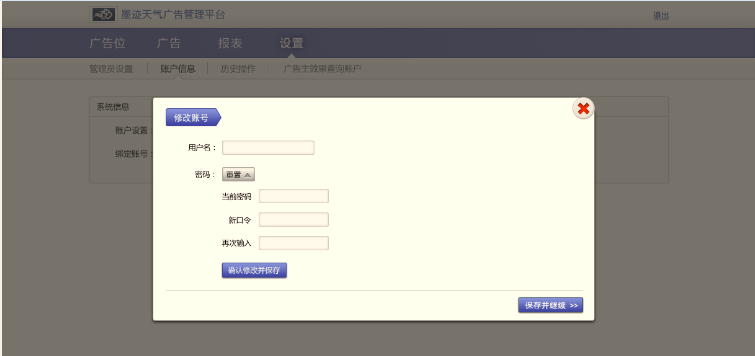 墨迹天气广告管理平台 退出
广告位 广告 报表 设置
管理员设置 账户信息 历史操作 广告主效果查询账户
系统信息
账户设置：
绑定账号：
修改账号
用户名：
密码： 重置
当前密码
新口令
再次输入
确认修改并保存
保存并继续 >>